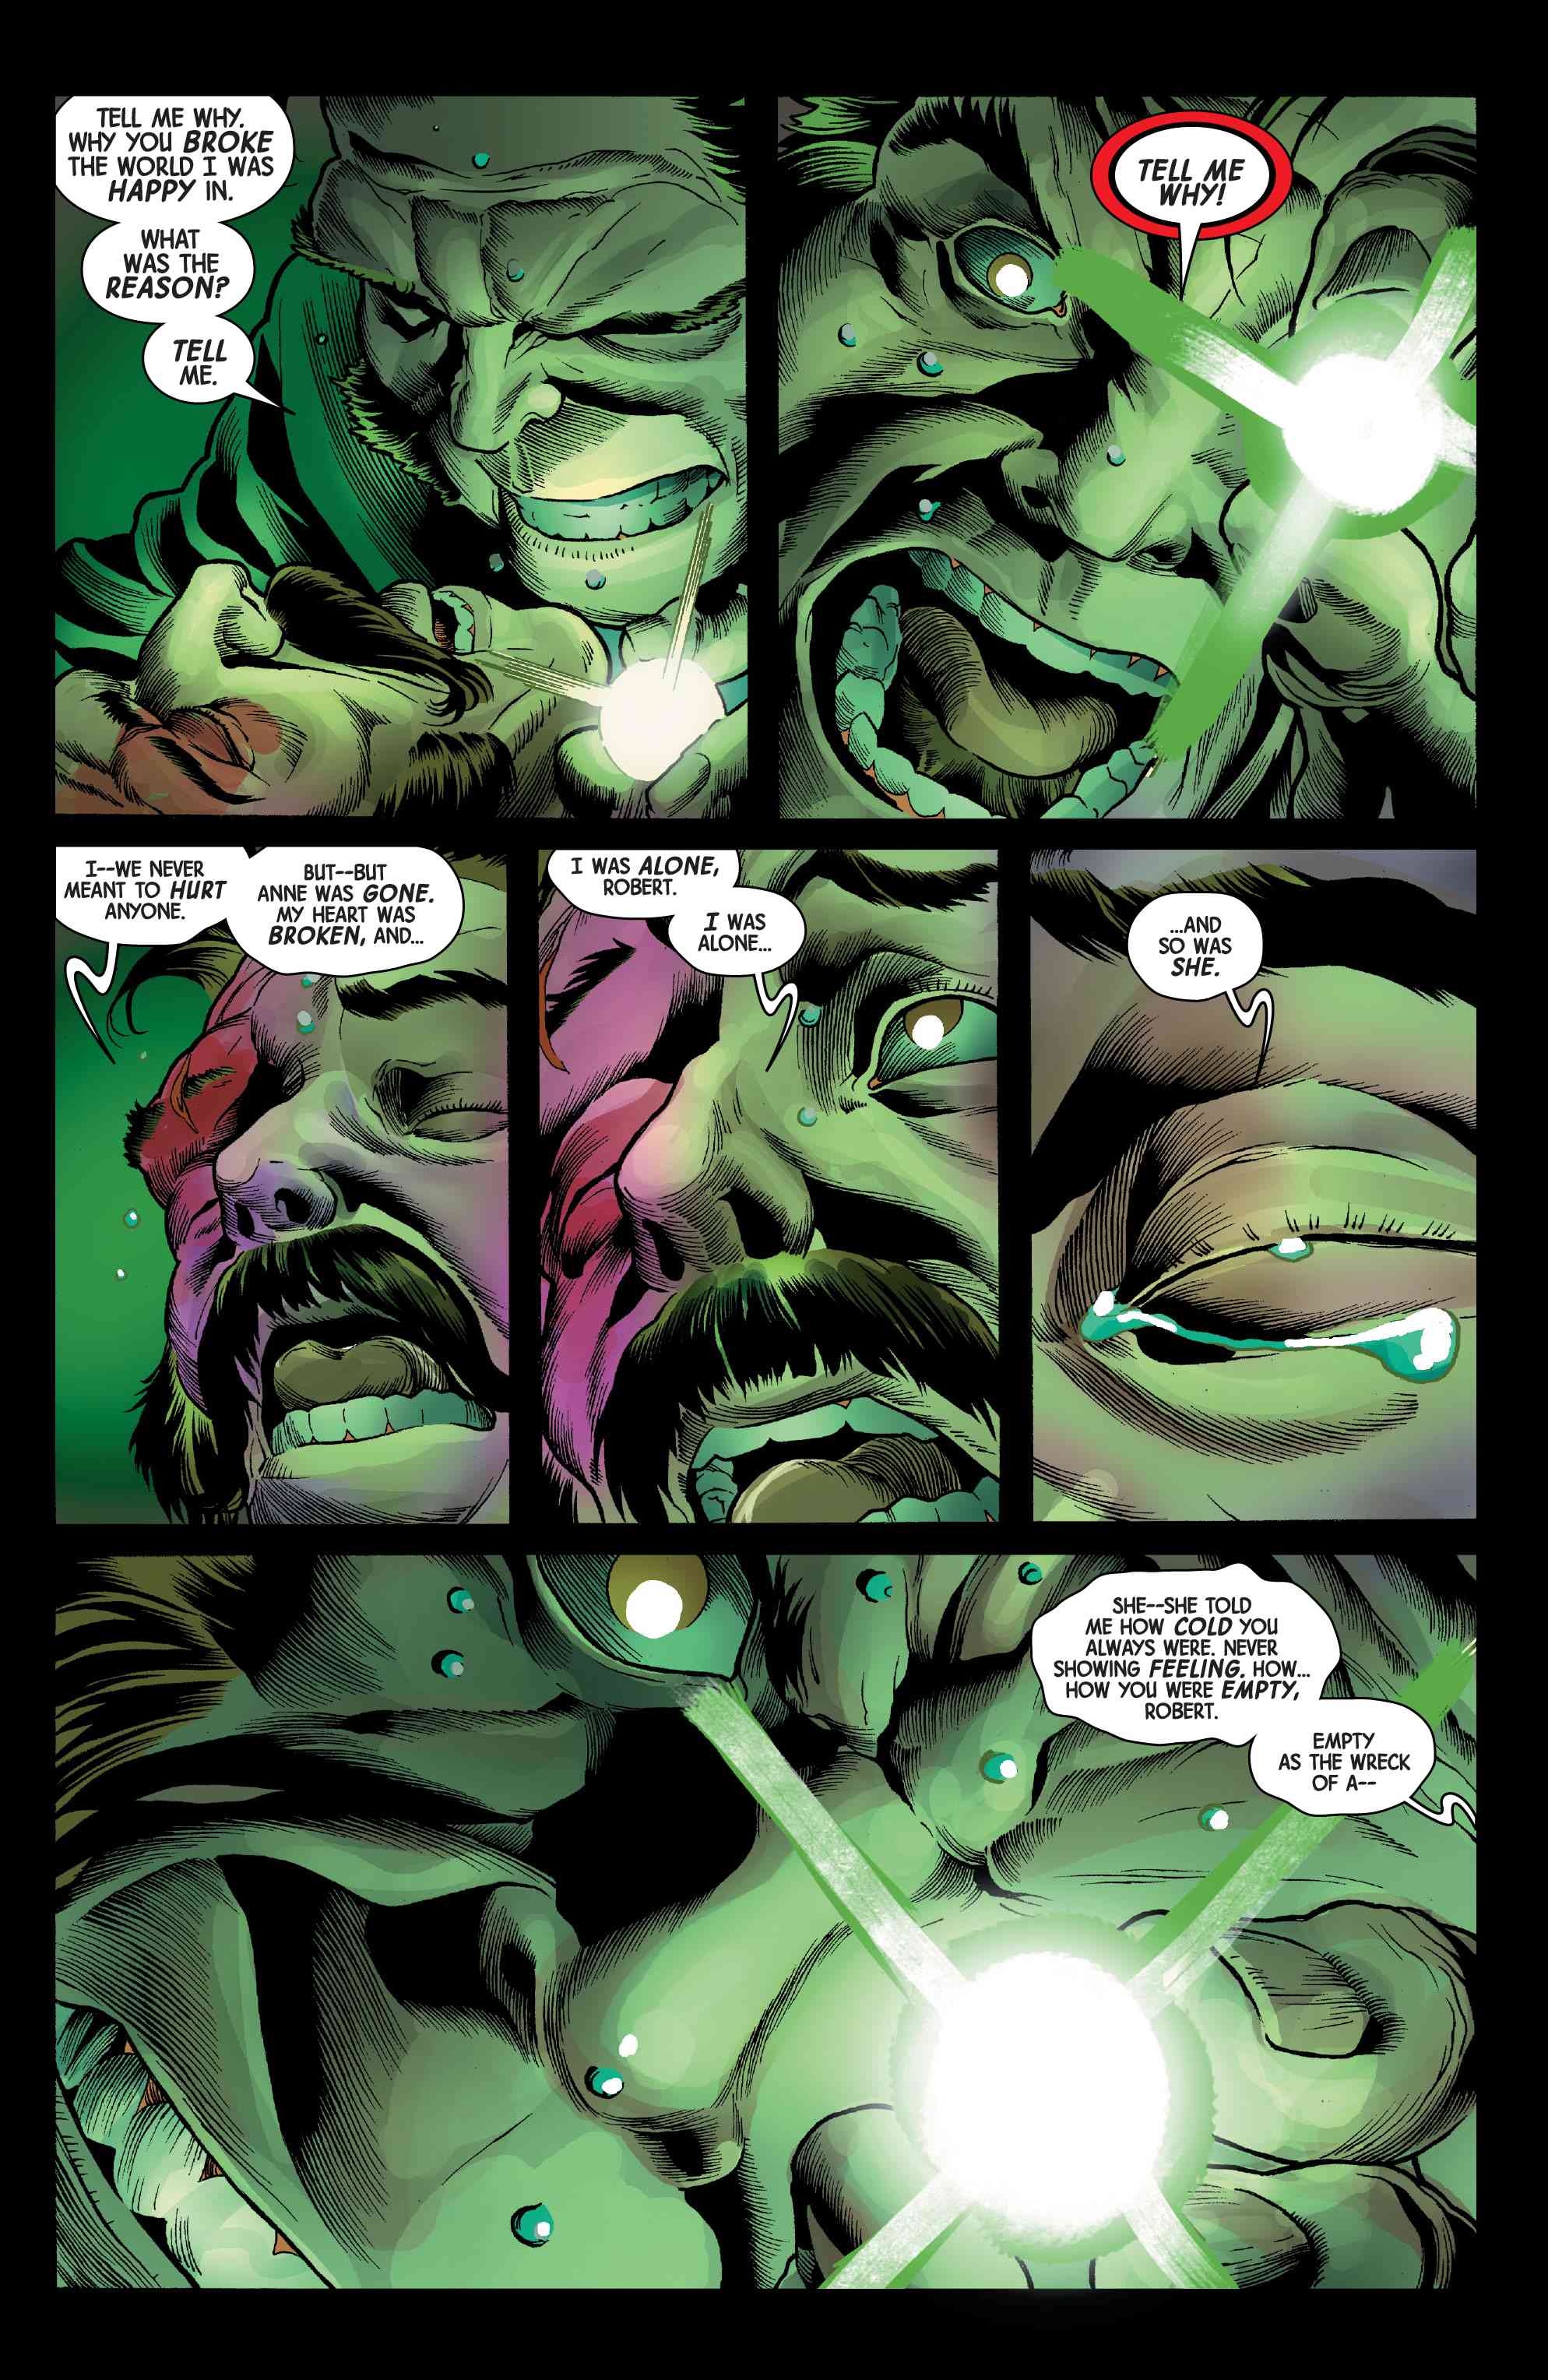 TELL ME WHY.
WHY YOU BROKE
THE WORLD I WAS
HAPPY IN.
WHAT
WAS THE
REASON?
TELL
ME.
TELL ME
WHY!
I--WE NEVER
MEANT TO HURT
ANYONE.
BUT--BUT
ANNE WAS GONE.
MY HEART WAS
BROKEN, AND...
I WAS ALONE,
ROBERT.
I WAS
ALONE...
...AND
SO WAS
SHE.
SHE--SHE TOLD
ME HOW COLD YOU
ALWAYS WERE. NEVER
SHOWING FEELING. HOW...
HOW YOU WERE EMPTY,
ROBERT.
EMPTY
AS THE WRECK
OF A--